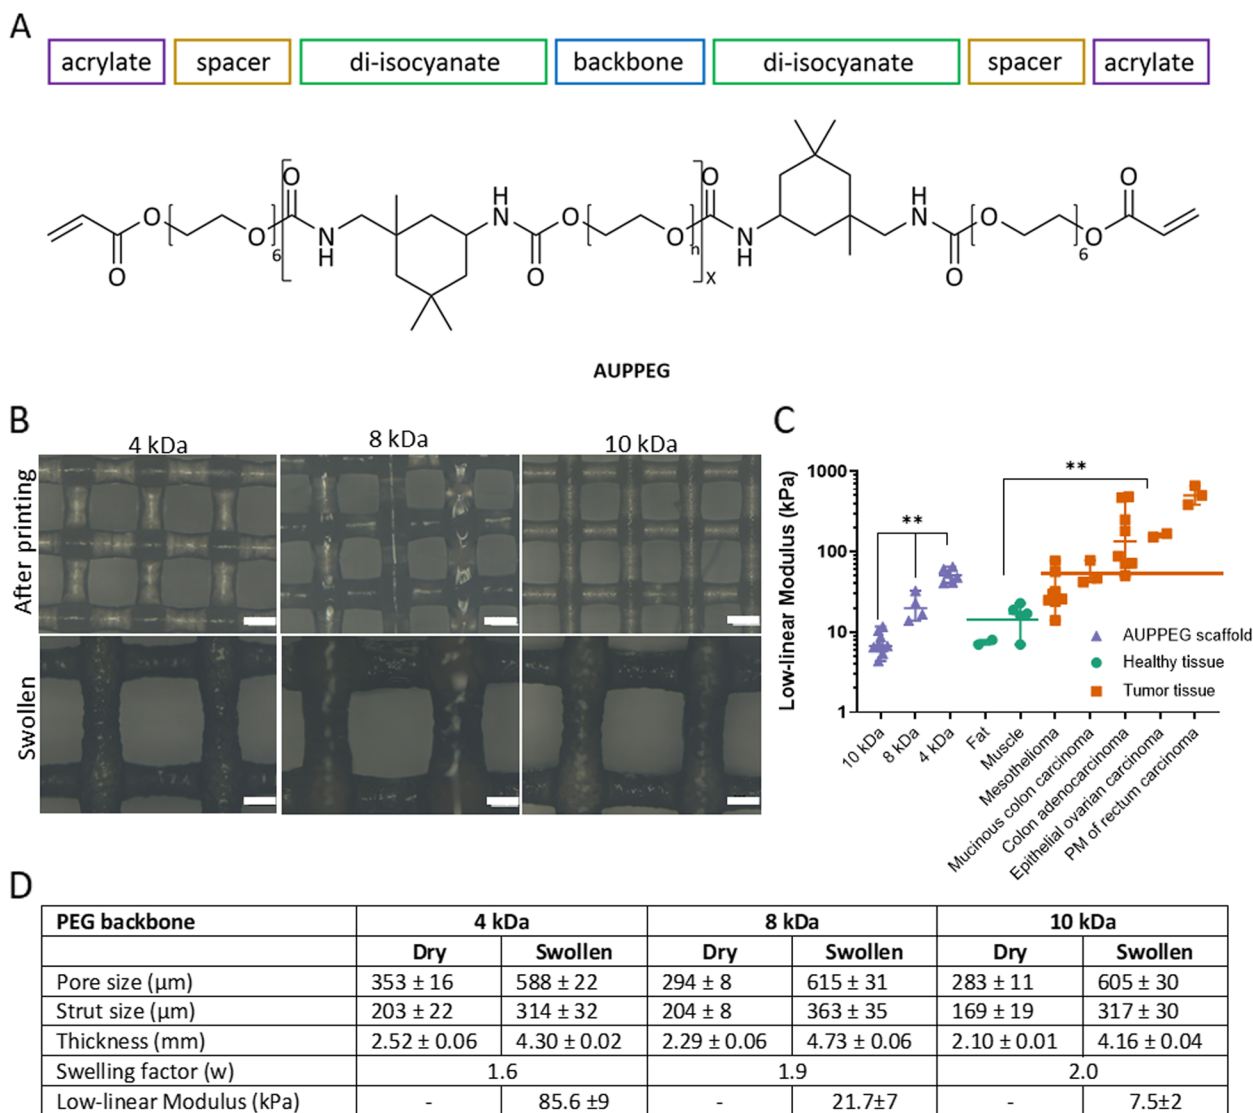 A
acrylate spacer di-isocyanate backbone di-isocyanate spacer acrylate
O O H N O O 6 N H O O n O X N H H N O O 6 O O
AUPPEG
B
4 kDa 8 kDa 10 kDa
After printing
Swollen
C
Low-linear Modulus (kPa)
1000
100
10
1
**
**
AUPPEG scaffold
Healthy tissue
Tumor tissue
10 kDa
8 kDa
4 kDa
Fat
Muscle
Mesothelioma
Mucinous colon carcinoma
Colon adenocarcinoma
Epithelial ovarian carcinoma
PM of rectum carcinoma
D
PEG backbone 4 kDa 8 kDa 10 kDa
Dry Swollen Dry Swollen Dry Swollen
Pore size (µm) 353 ± 16 588 ± 22 294 ± 8 615 ± 31 283 ± 11 605 ± 30
Strut size (µm) 203 ± 22 314 ± 32 204 ± 8 363 ± 35 169 ± 19 317 ± 30
Thickness (mm) 2.52 ± 0.06 4.30 ± 0.02 2.29 ± 0.06 4.73 ± 0.06 2.10 ± 0.01 4.16 ± 0.04
Swelling factor (w) 1.6 1.9 2.0
Low-linear Modulus (kPa) - 85.6 ±9 - 21.7±7 - 7.5±2